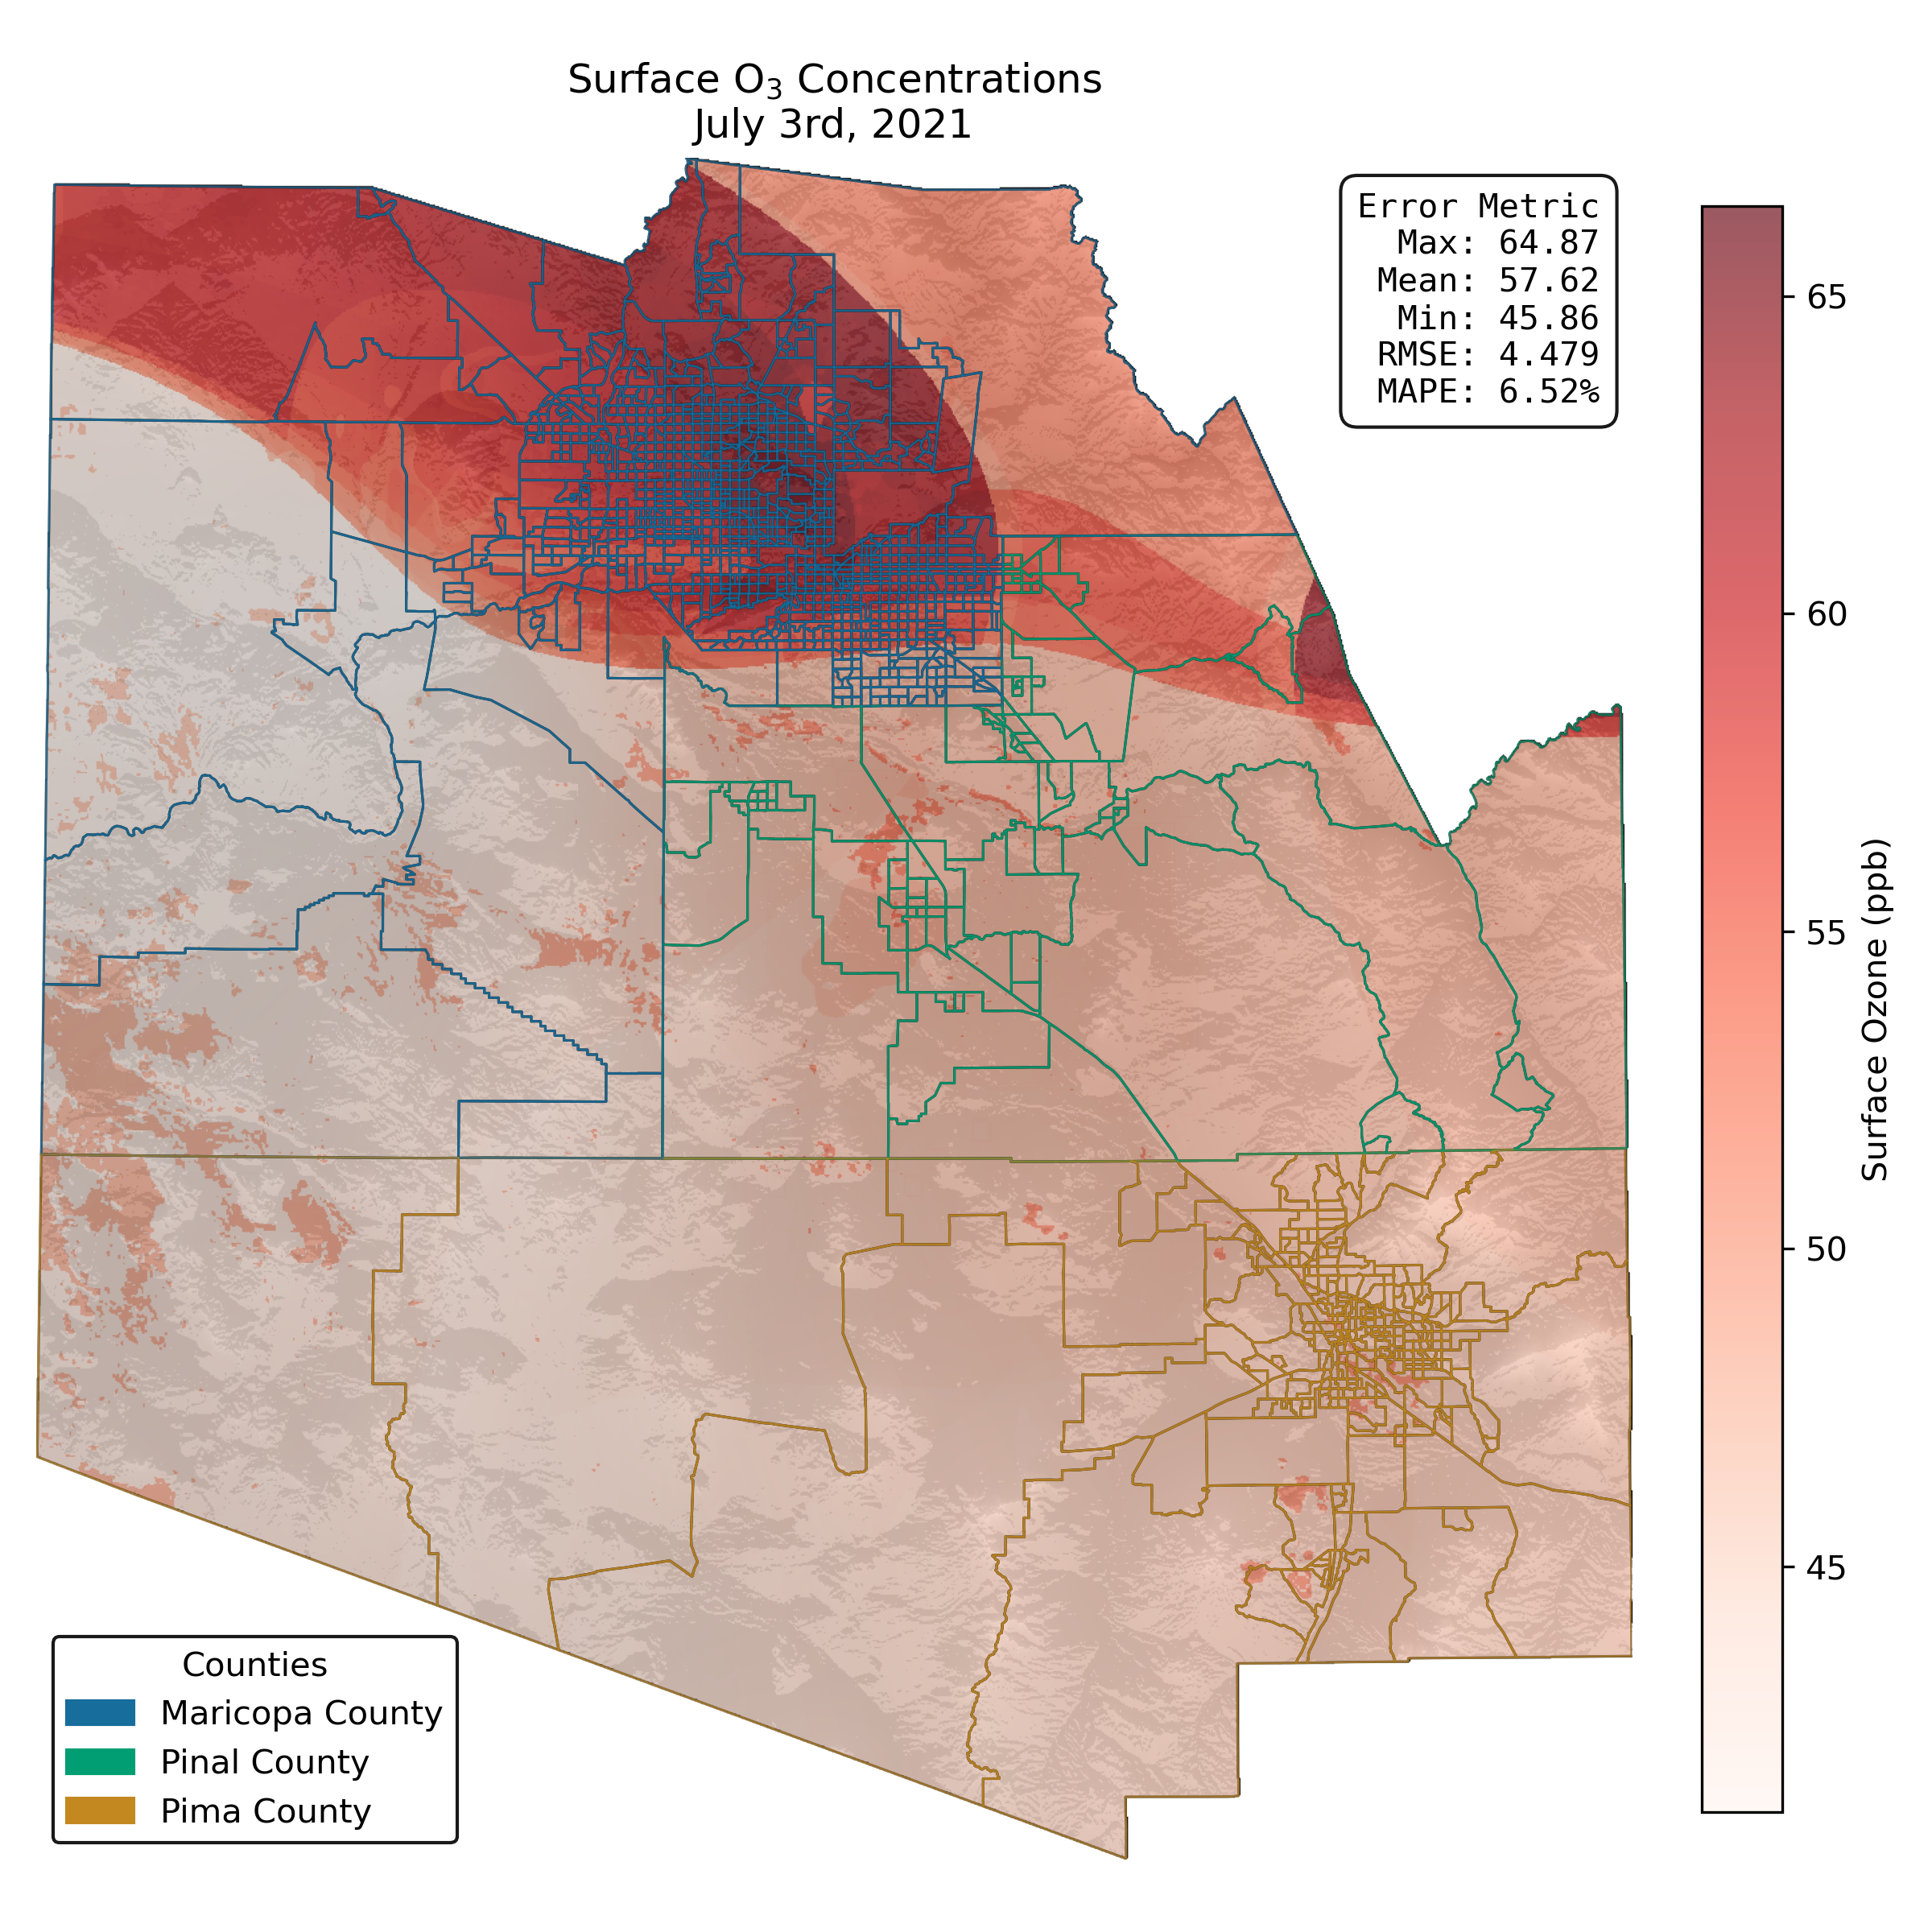 Surface O₃ Concentrations
July 3rd, 2021
Error Metric
Max: 64.87
Mean: 57.62
Min: 45.86
RMSE: 4.479
MAPE: 6.52%
65
60
55
50
45
Surface Ozone (ppb)
Counties
Maricopa County
Pinal County
Pima County